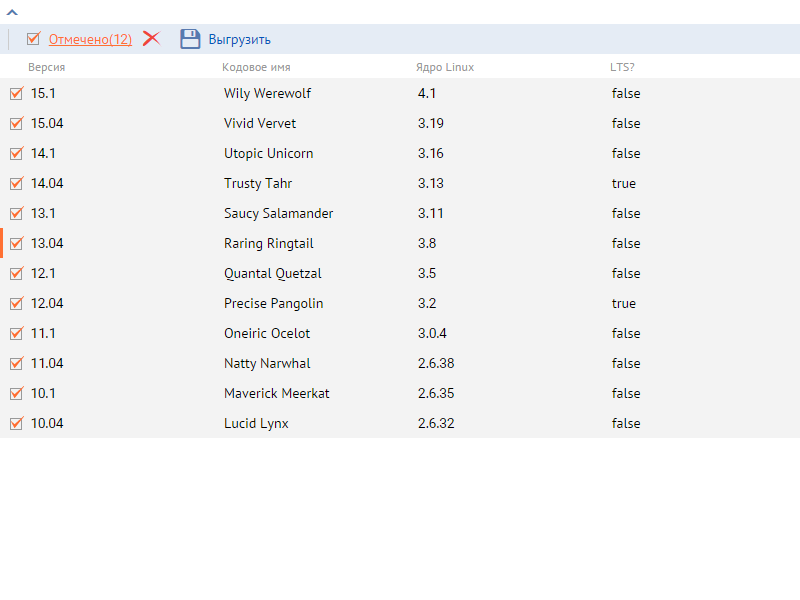 Отмечено(12) Выгрузить
Версия Кодовое имя Ядро Linux LTS?
15.1 Wily Werewolf 4.1 false
15.04 Vivid Vervet 3.19 false
14.1 Utopic Unicorn 3.16 false
14.04 Trusty Tahr 3.13 true
13.1 Saucy Salamander 3.11 false
13.04 Raring Ringtail 3.8 false
12.1 Quantal Quetzal 3.5 false
12.04 Precise Pangolin 3.2 true
11.1 Oneiric Ocelot 3.0.4 false
11.04 Natty Narwhal 2.6.38 false
10.1 Maverick Meerkat 2.6.35 false
10.04 Lucid Lynx 2.6.32 false